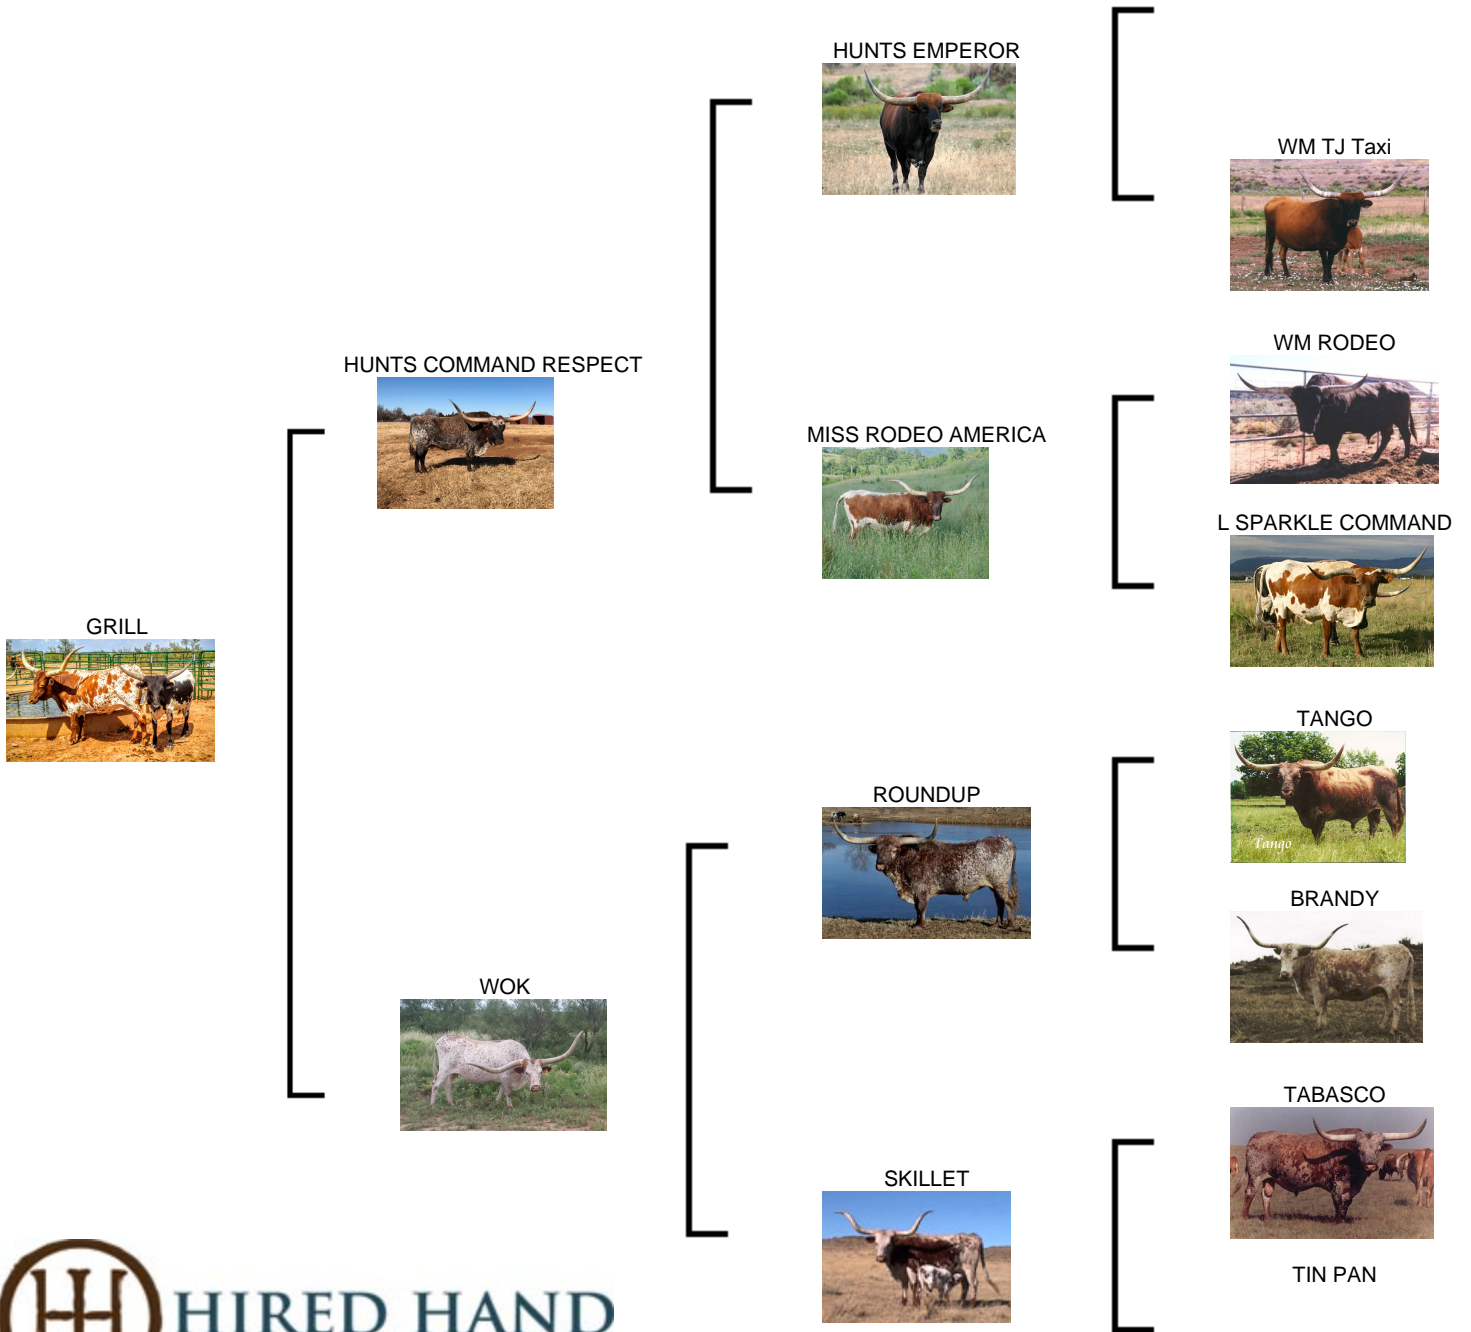 HUNTS EMPEROR
WM TJ Taxi
WM RODEO
HUNTS COMMAND RESPECT
MISS RODEO AMERICA
L SPARKLE COMMAND
GRILL
TANGO
Tango
ROUNDUP
BRANDY
WOK
TABASCO
SKILLET
TIN PAN
HIRED HAND